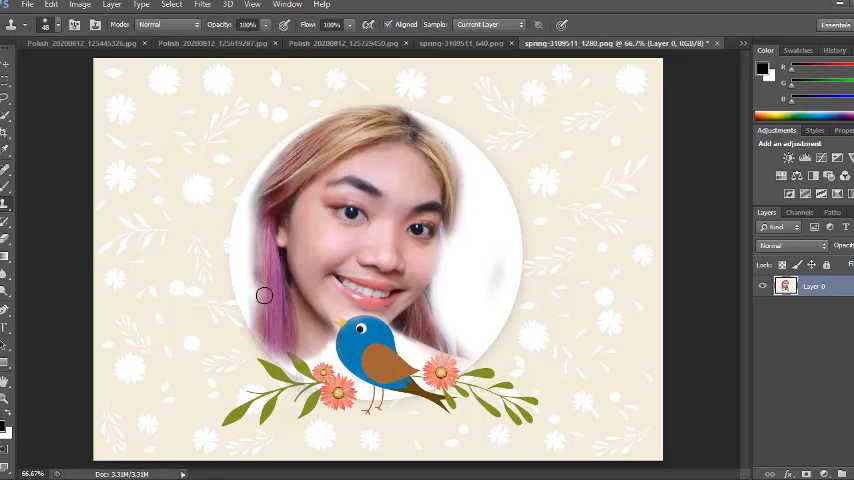 Edit Image Layer Type Select Filter 3D View Window Help
48 Mode: Normal Opacity: 100% Flow: 100% Aligned Sample: Current Layer Essentials
Polish_20200812_125445326.jpg × Polish_20200812_125619287.jpg × Polish_20200812_125729450.jpg × spring-3109511_640.png × spring-3109511_1280.png @ 66.7% (Layer 0, RGB/8) * ×
Color Swatches History
R
G
B
Adjustments Styles
Add an adjustment
Layers Channels Paths
Kind
Normal
Lock:
Layer 0
66.67% Doc: 3.31M/3.31M